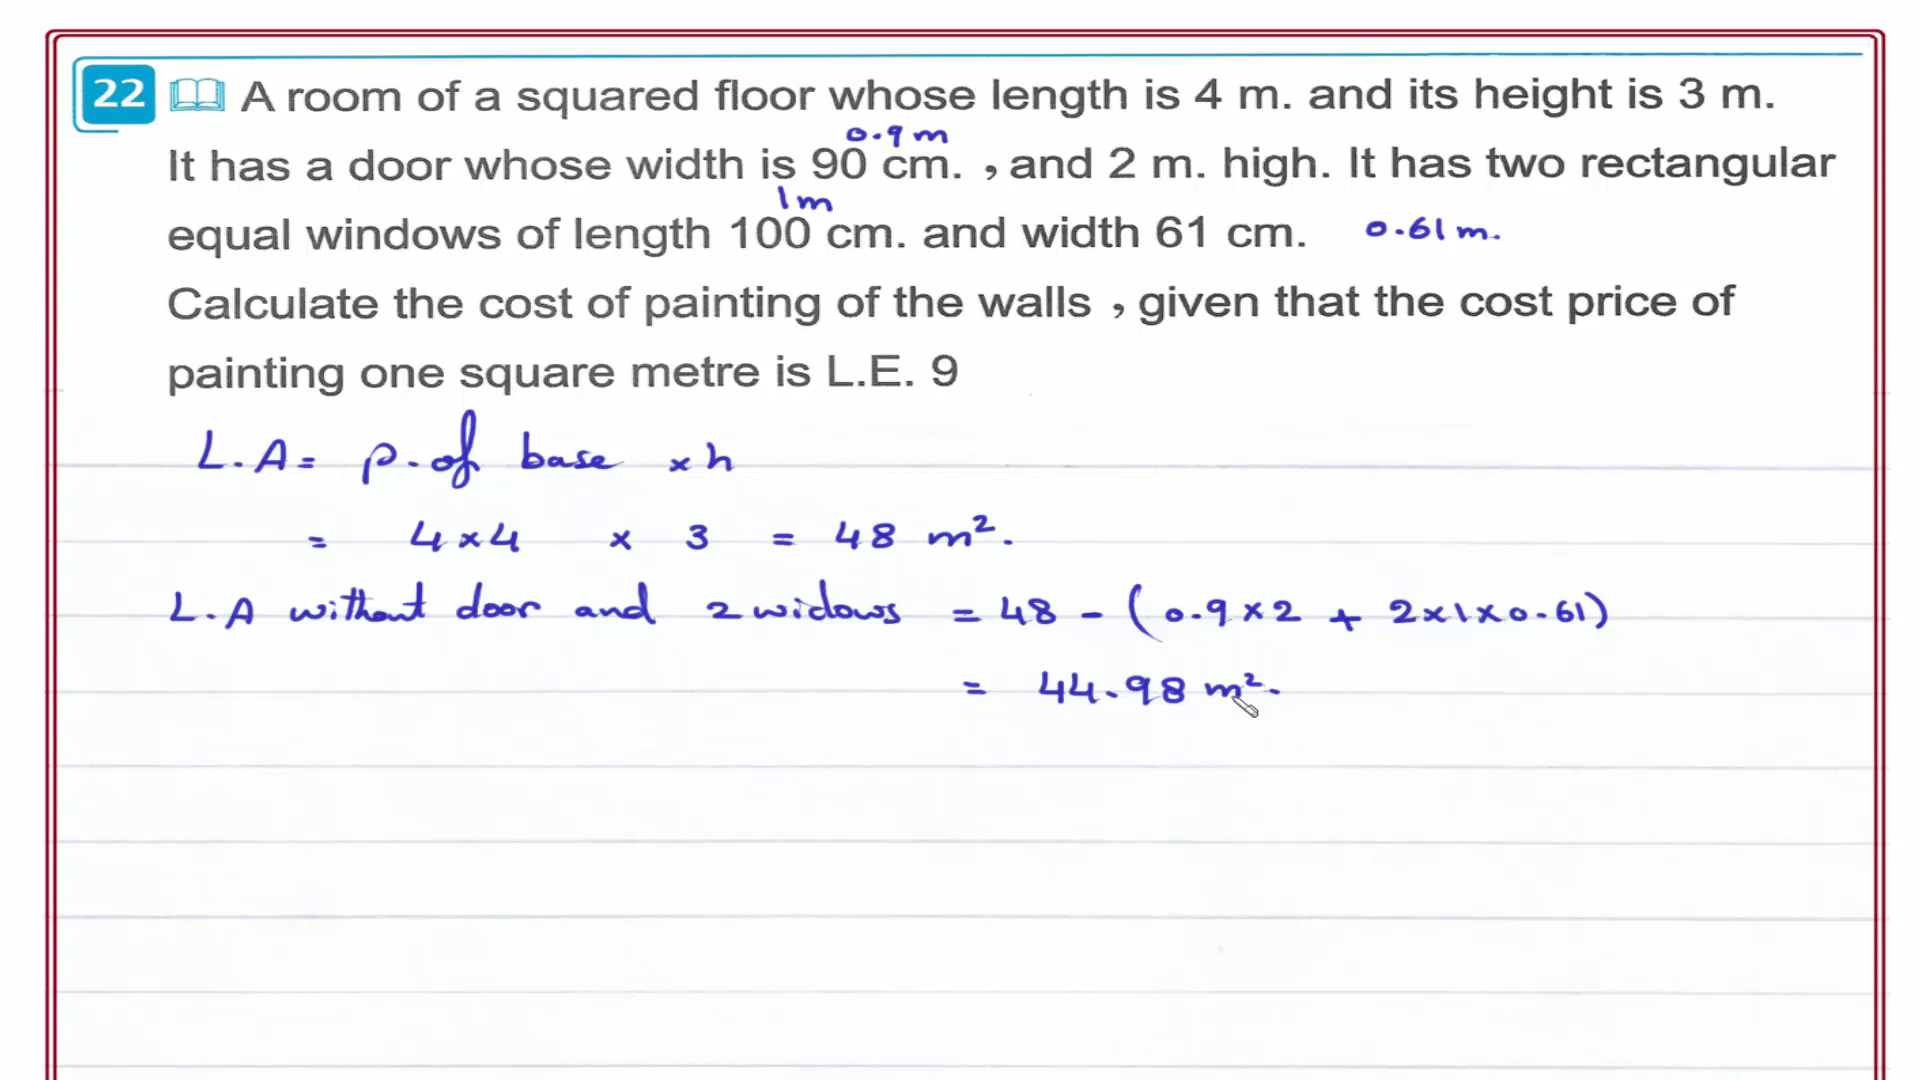 22 A room of a squared floor whose length is 4 m. and its height is 3 m.
0.9 m
It has a door whose width is 90 cm. , and 2 m. high. It has two rectangular
1 m
equal windows of length 100 cm. and width 61 cm. 0.61 m.
Calculate the cost of painting of the walls , given that the cost price of
painting one square metre is L.E. 9
L.A = p. of base × h
= 4 × 4 × 3 = 48 m².
L.A without door and 2 widows = 48 - (0.9 × 2 + 2 × 1 × 0.61)
= 44.98 m².